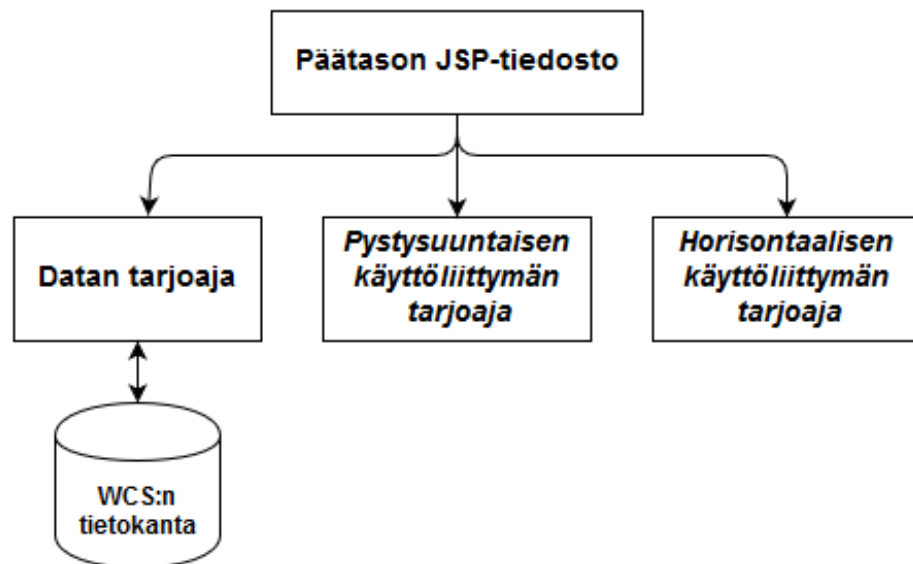 Päätason JSP-tiedosto
Datan tarjoaja
Pystysuuntaisen
käyttöliittymän
tarjoaja
Horisontaalisen
käyttöliittymän
tarjoaja
WCS:n
tietokanta